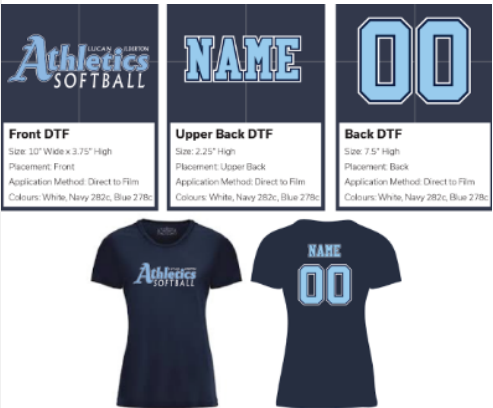 LUCAN ILDERTON
Athletics
SOFTBALL
NAME
00
Front DTF
Size: 10" Wide x 3.75" High
Placement: Front
Application Method: Direct to Film
Colours: White, Navy 282c, Blue 278c
Upper Back DTF
Size: 2.25" High
Placement: Upper Back
Application Method: Direct to Film
Colours: White, Navy 282c, Blue 278c
Back DTF
Size: 7.5" High
Placement: Back
Application Method: Direct to Film
Colours: White, Navy 282c, Blue 278c
Athletics
SOFTBALL
NAME
00